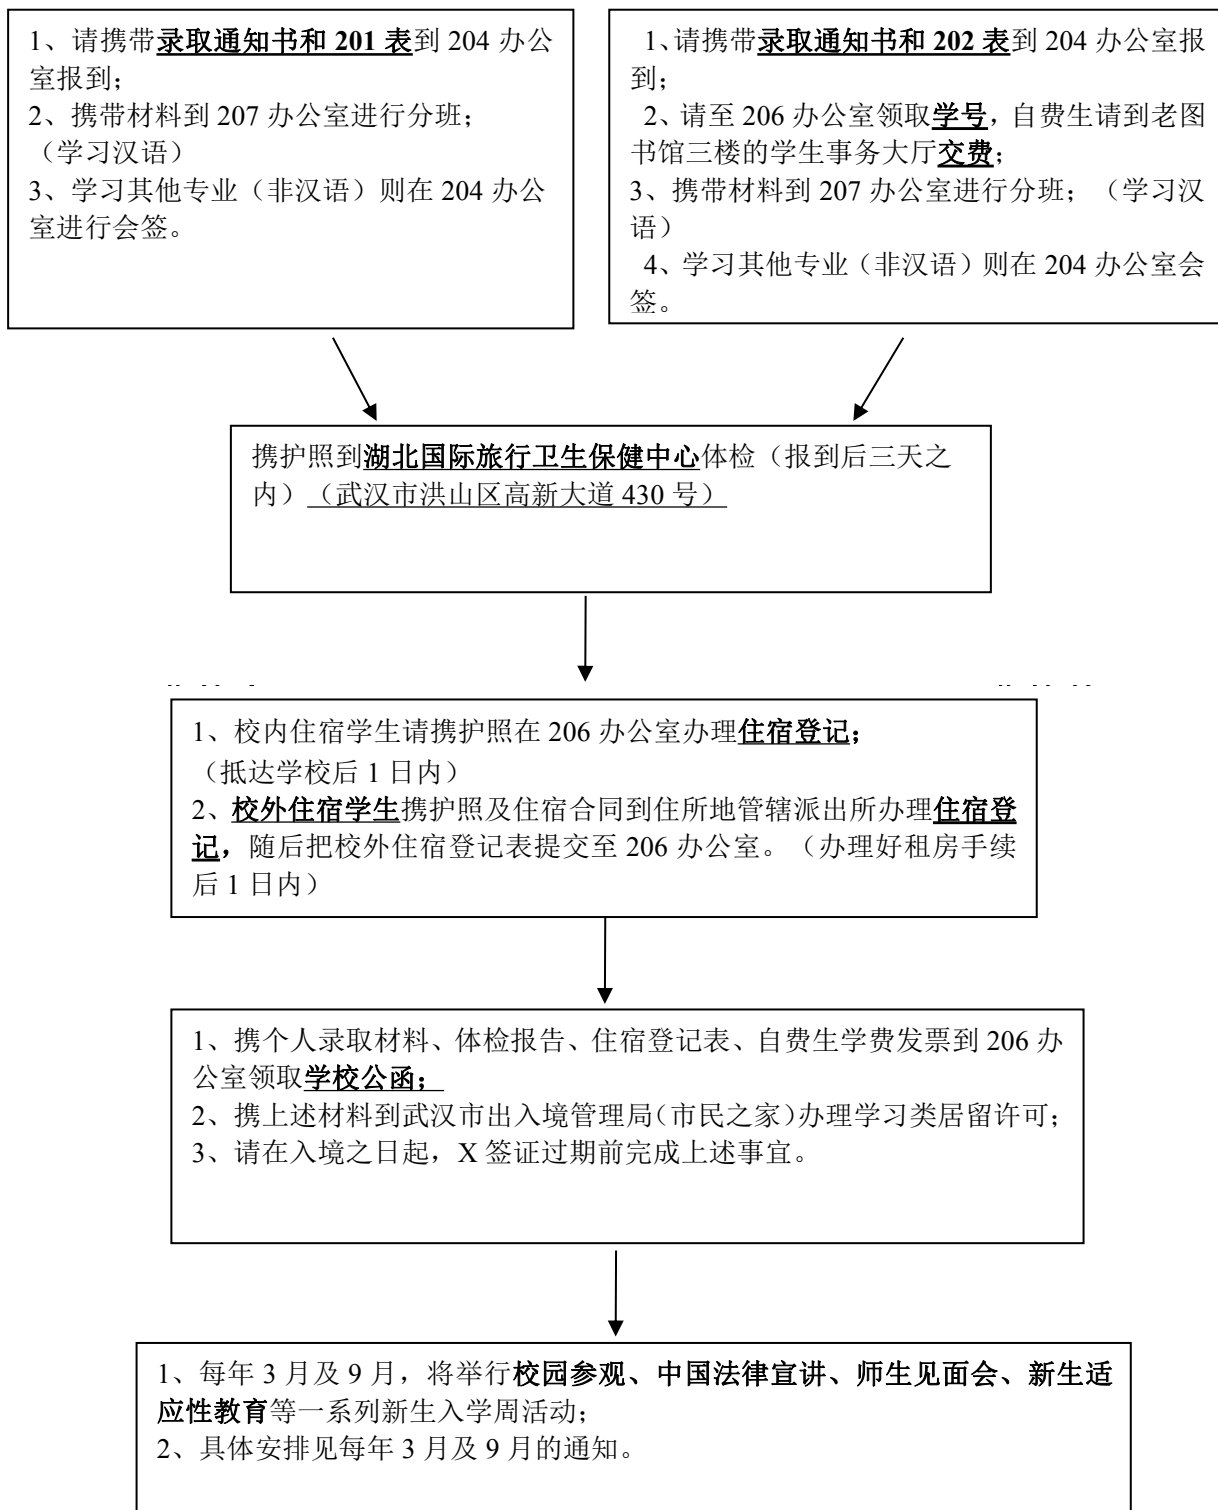 1、请携带录取通知书和 201 表到 204 办公
室报到；
2、携带材料到 207 办公室进行分班；
（学习汉语）
3、学习其他专业（非汉语）则在 204 办公
室进行会签。
1、请携带录取通知书和 202 表到 204 办公室报
到；
2、请至 206 办公室领取学号，自费生请到老图
书馆三楼的学生事务大厅交费；
3、携带材料到 207 办公室进行分班；（学习汉
语）
4、学习其他专业（非汉语）则在 204 办公室会
签。
携护照到湖北国际旅行卫生保健中心体检（报到后三天之
内）（武汉市洪山区高新大道 430 号）
1、校内住宿学生请携护照在 206 办公室办理住宿登记；
（抵达学校后 1 日内）
2、校外住宿学生携护照及住宿合同到住所地管辖派出所办理住宿登
记，随后把校外住宿登记表提交至 206 办公室。（办理好租房手续
后 1 日内）
1、携个人录取材料、体检报告、住宿登记表、自费生学费发票到 206 办
公室领取学校公函；
2、携上述材料到武汉市出入境管理局（市民之家）办理学习类居留许可；
3、请在入境之日起，X 签证过期前完成上述事宜。
1、每年 3 月及 9 月，将举行校园参观、中国法律宣讲、师生见面会、新生适
应性教育等一系列新生入学周活动；
2、具体安排见每年 3 月及 9 月的通知。